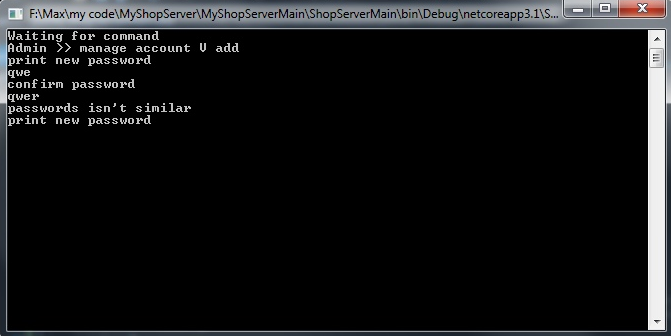 F:\Max\my code\MyShopServer\MyShopServerMain\ShopServerMain\bin\Debug\netcoreapp3.1\S...
Waiting for command
Admin >> manage account V add
print new password
qwe
confirm password
qwer
passwords isn't similar
print new password